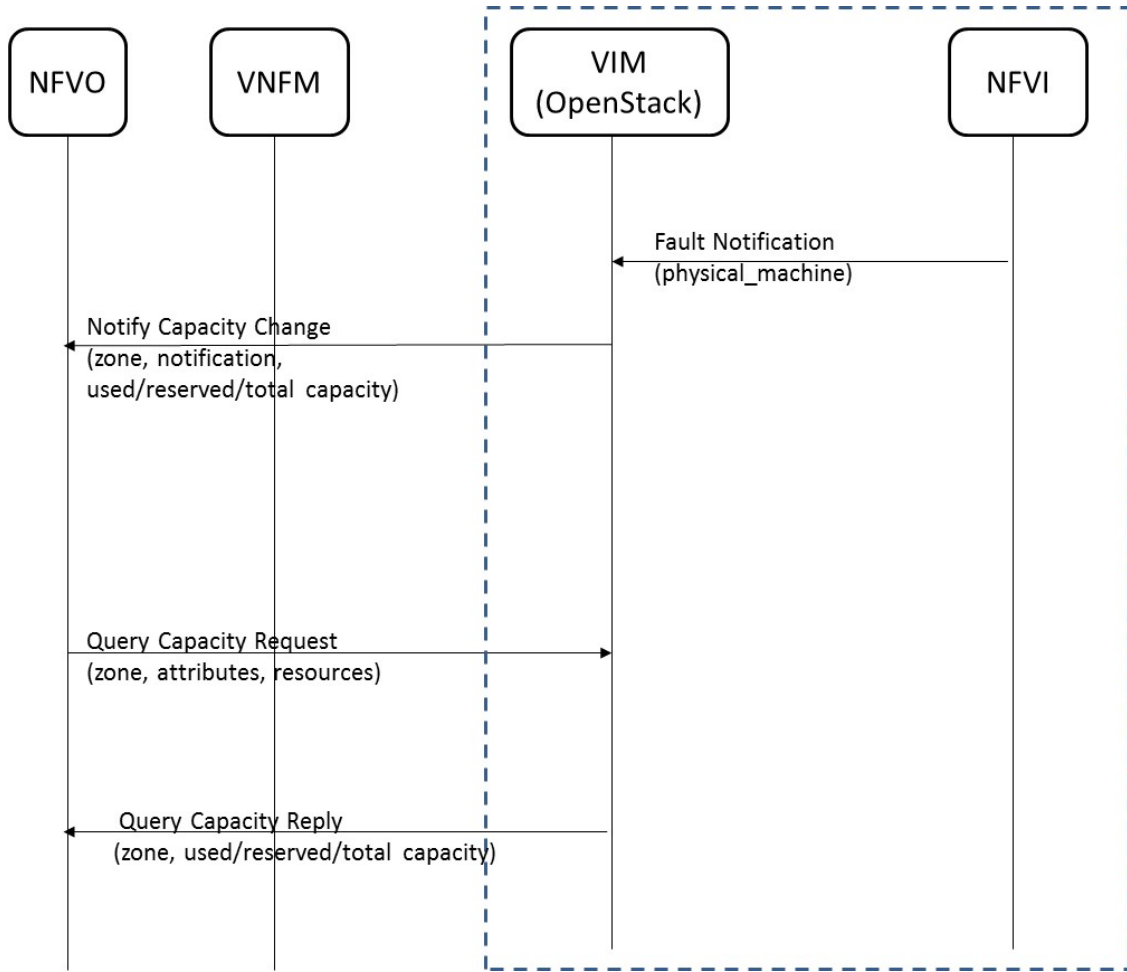 NFVO
VNFM
VIM
(OpenStack)
NFVI
Fault Notification
(physical_machine)
Notify Capacity Change
(zone, notification,
used/reserved/total capacity)
Query Capacity Request
(zone, attributes, resources)
Query Capacity Reply
(zone, used/reserved/total capacity)